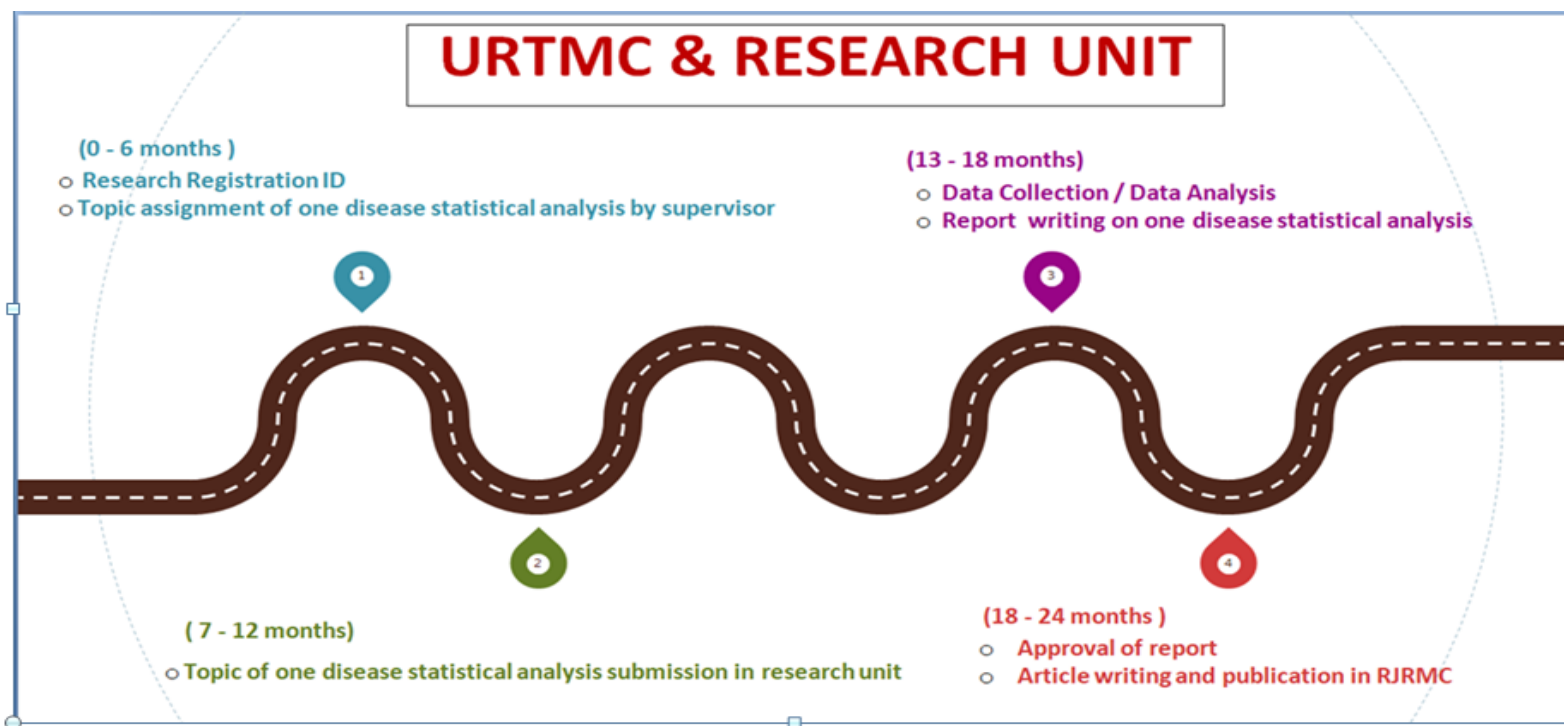 URTMC & RESEARCH UNIT
(0 - 6 months )
o Research Registration ID
o Topic assignment of one disease statistical analysis by supervisor
(13 - 18 months)
o Data Collection / Data Analysis
o Report writing on one disease statistical analysis
1
3
2
4
( 7 - 12 months)
o Topic of one disease statistical analysis submission in research unit
(18 - 24 months )
o Approval of report
o Article writing and publication in RJRMC